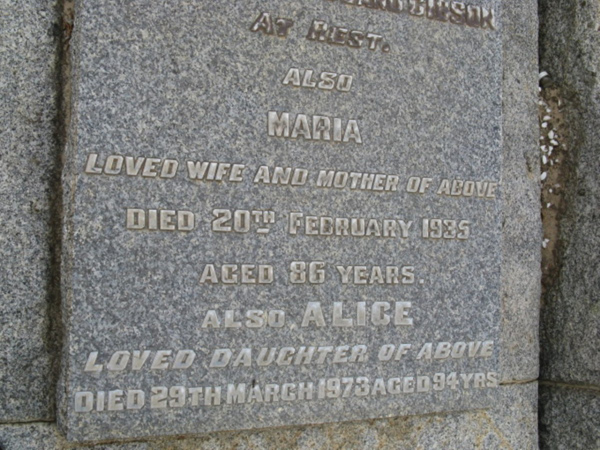 AT REST.
ALSO
MARIA
LOVED WIFE AND MOTHER OF ABOVE
DIED 20TH FEBRUARY 1935
AGED 86 YEARS.
ALSO, ALICE
LOVED DAUGHTER OF ABOVE
DIED 29TH MARCH 1973 AGED 94 YRS